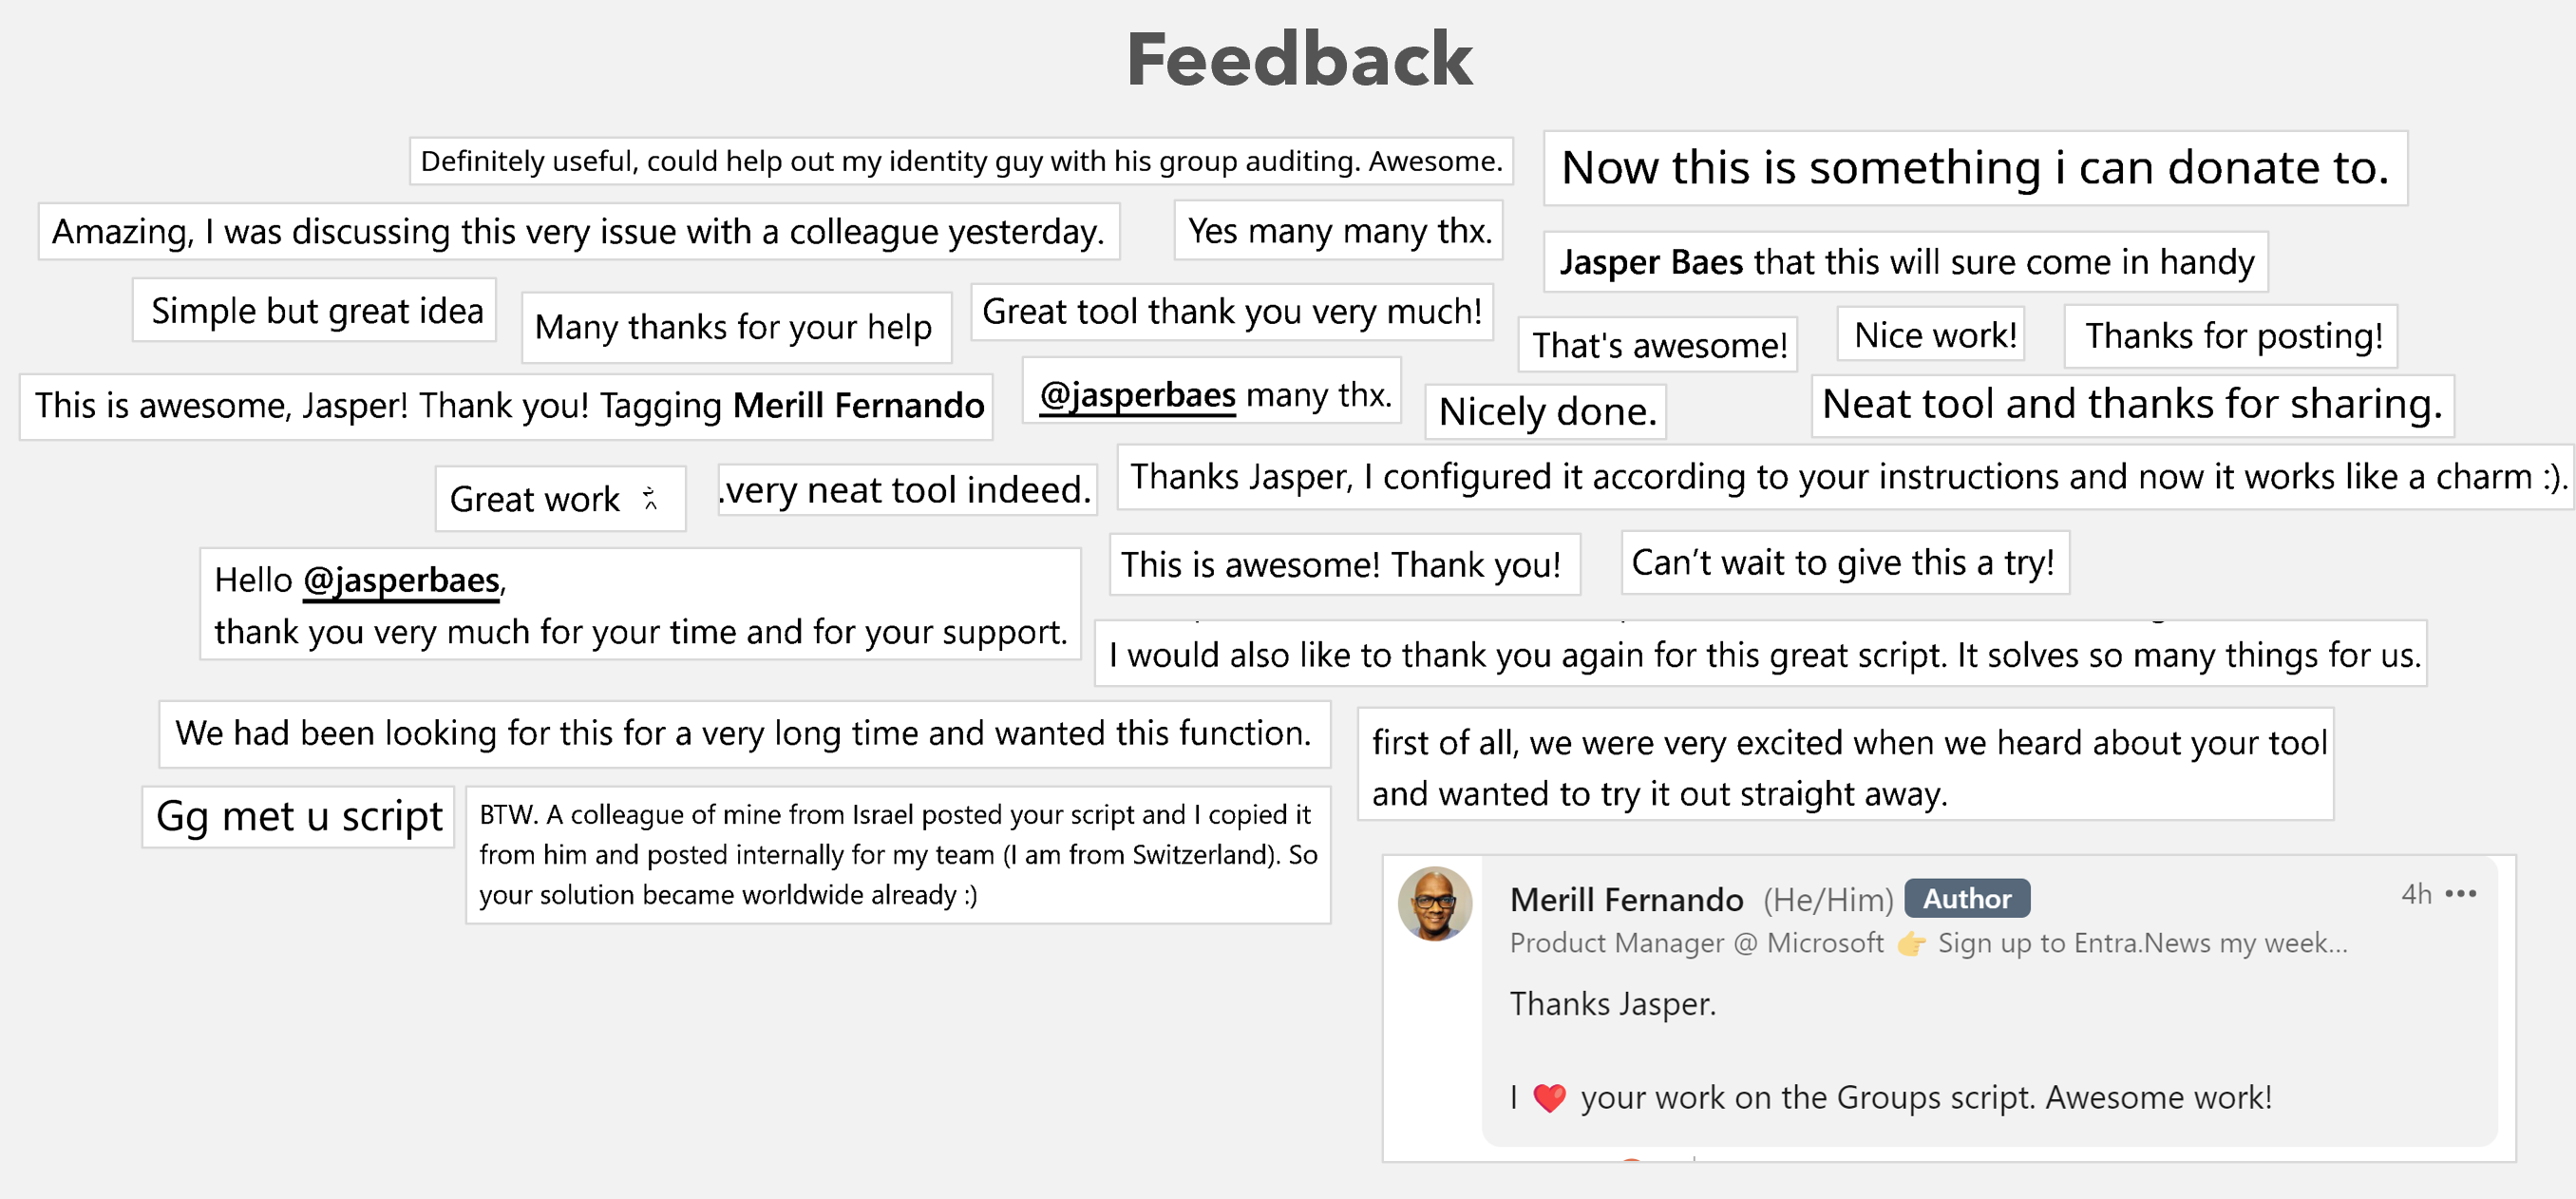 Feedback
Definitely useful, could help out my identity guy with his group auditing. Awesome.
Now this is something i can donate to.
Amazing, I was discussing this very issue with a colleague yesterday.
Yes many many thx.
Jasper Baes that this will sure come in handy
Simple but great idea
Many thanks for your help
Great tool thank you very much!
That's awesome!
Nice work!
Thanks for posting!
This is awesome, Jasper! Thank you! Tagging Merill Fernando
@jasperbaes many thx.
Nicely done.
Neat tool and thanks for sharing.
Great work
.very neat tool indeed.
Thanks Jasper, I configured it according to your instructions and now it works like a charm :).
Hello @jasperbaes,
thank you very much for your time and for your support.
This is awesome! Thank you!
Can’t wait to give this a try!
I would also like to thank you again for this great script. It solves so many things for us.
We had been looking for this for a very long time and wanted this function.
first of all, we were very excited when we heard about your tool
and wanted to try it out straight away.
Gg met u script
BTW. A colleague of mine from Israel posted your script and I copied it
from him and posted internally for my team (I am from Switzerland). So
your solution became worldwide already :)
Merill Fernando (He/Him) Author 4h •••
Product Manager @ Microsoft 👉 Sign up to Entra.News my week...
Thanks Jasper.
I ❤️ your work on the Groups script. Awesome work!